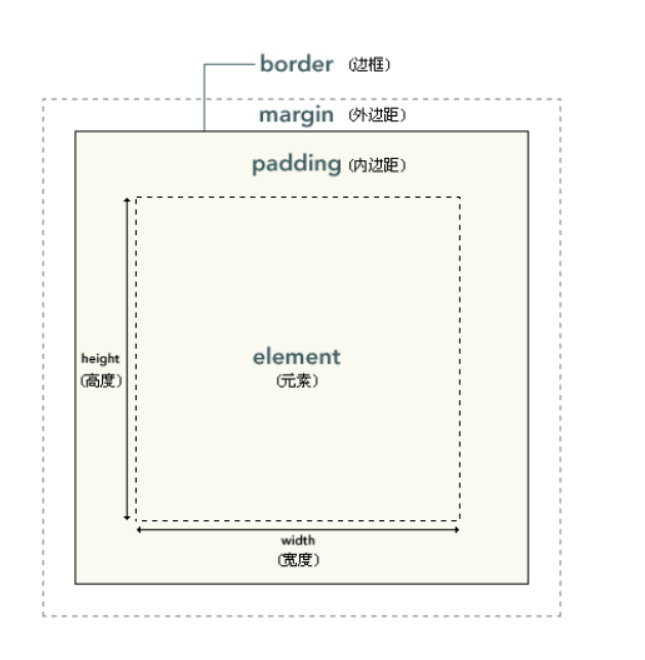 border (边框)
margin (外边距)
padding (内边距)
height
(高度)
element
(元素)
width
(宽度)